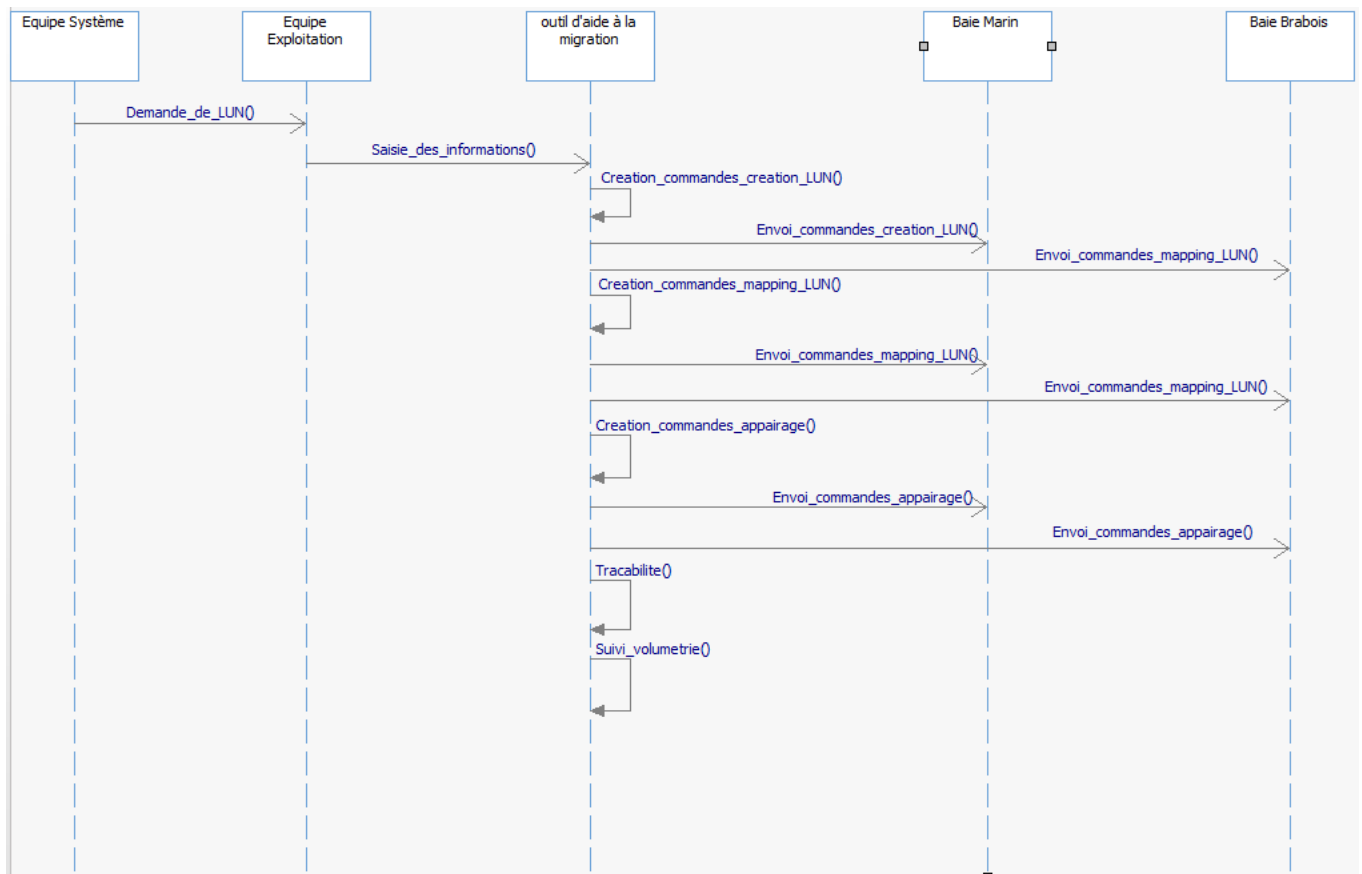 Equipe Système
Equipe
Exploitation
outil d'aide à la
migration
Baie Marin
Baie Brabois
Demande_de_LUN()
Saisie_des_informations()
Creation_commandes_creation_LUN()
Envoi_commandes_creation_LUN()
Envoi_commandes_mapping_LUN()
Creation_commandes_mapping_LUN()
Envoi_commandes_mapping_LUN()
Envoi_commandes_mapping_LUN()
Creation_commandes_appairage()
Envoi_commandes_appairage()
Envoi_commandes_appairage()
Tracabilite()
Suivi_volumetrie()